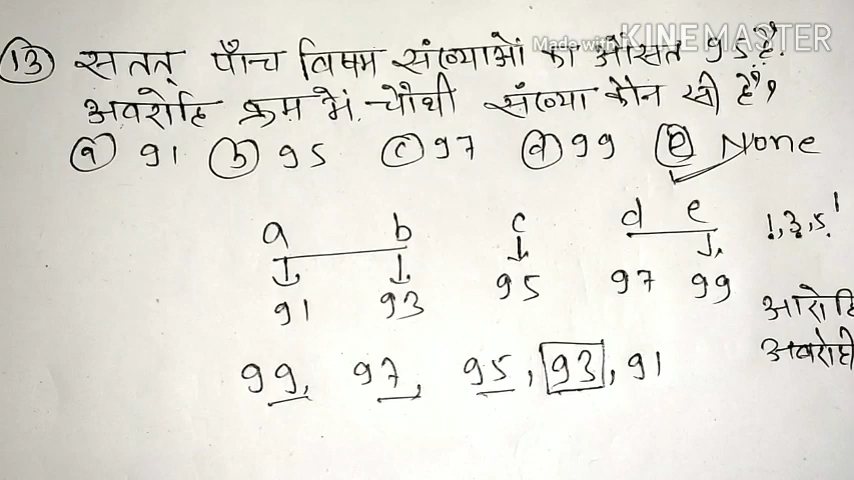 Made with KINEMASTER
13 सतत् पाँच विषम संख्याओं का औसत 95 है.
अवरोहि क्रम में चौथी संख्या कौन सी है?
(a) 91 (b) 95 (c) 97 (d) 99 (e) None
a b c d e 1,3,5
91 93 95 97 99
आरोहि
अवरोही
99, 97, 95, 93, 91